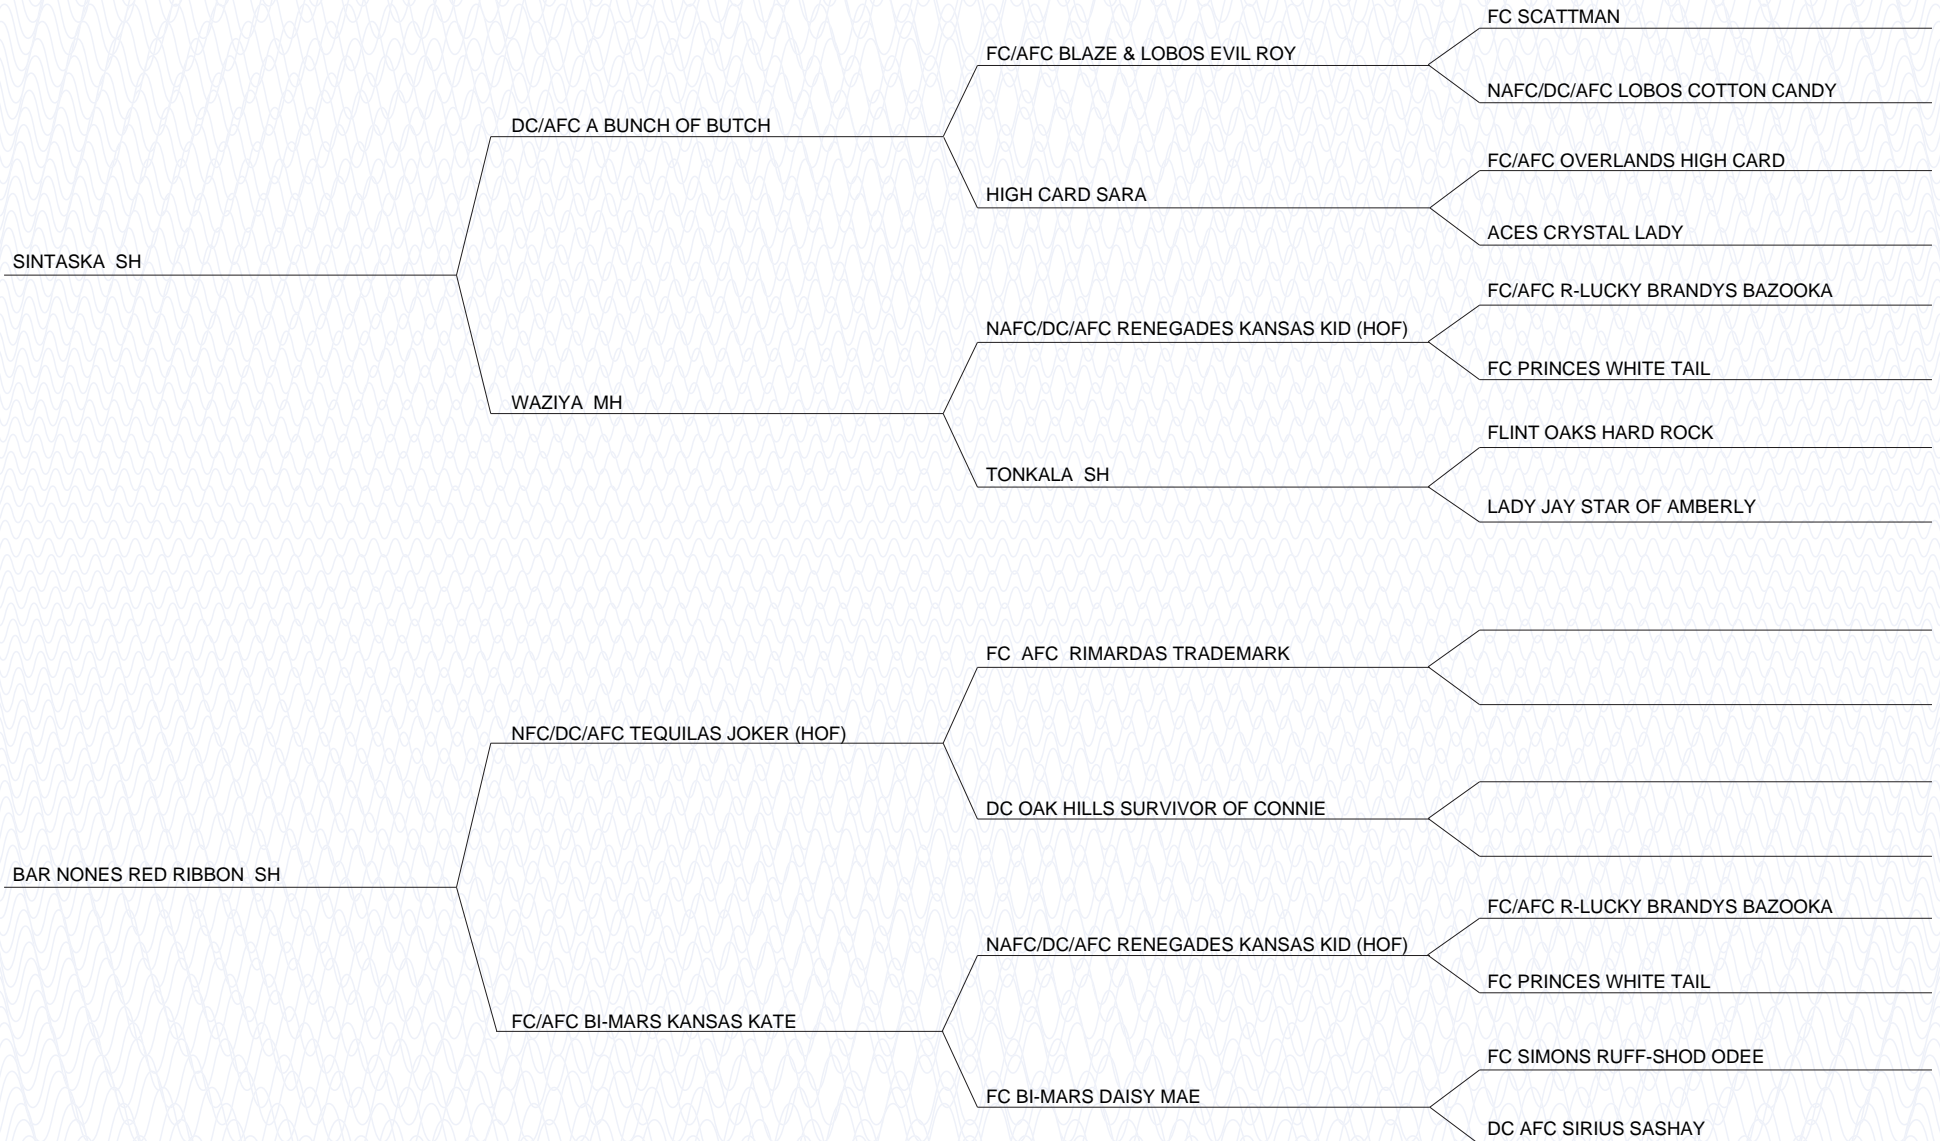 FC SCATTMAN
FC/AFC BLAZE & LOBOS EVIL ROY
NAFC/DC/AFC LOBOS COTTON CANDY
DC/AFC A BUNCH OF BUTCH
FC/AFC OVERLANDS HIGH CARD
HIGH CARD SARA
ACES CRYSTAL LADY
SINTASKA  SH
FC/AFC R-LUCKY BRANDYS BAZOOKA
NAFC/DC/AFC RENEGADES KANSAS KID (HOF)
FC PRINCES WHITE TAIL
WAZIYA  MH
FLINT OAKS HARD ROCK
TONKALA  SH
LADY JAY STAR OF AMBERLY
FC  AFC  RIMARDAS TRADEMARK
NFC/DC/AFC TEQUILAS JOKER (HOF)
DC OAK HILLS SURVIVOR OF CONNIE
BAR NONES RED RIBBON  SH
FC/AFC R-LUCKY BRANDYS BAZOOKA
NAFC/DC/AFC RENEGADES KANSAS KID (HOF)
FC PRINCES WHITE TAIL
FC/AFC BI-MARS KANSAS KATE
FC SIMONS RUFF-SHOD ODEE
FC BI-MARS DAISY MAE
DC AFC SIRIUS SASHAY